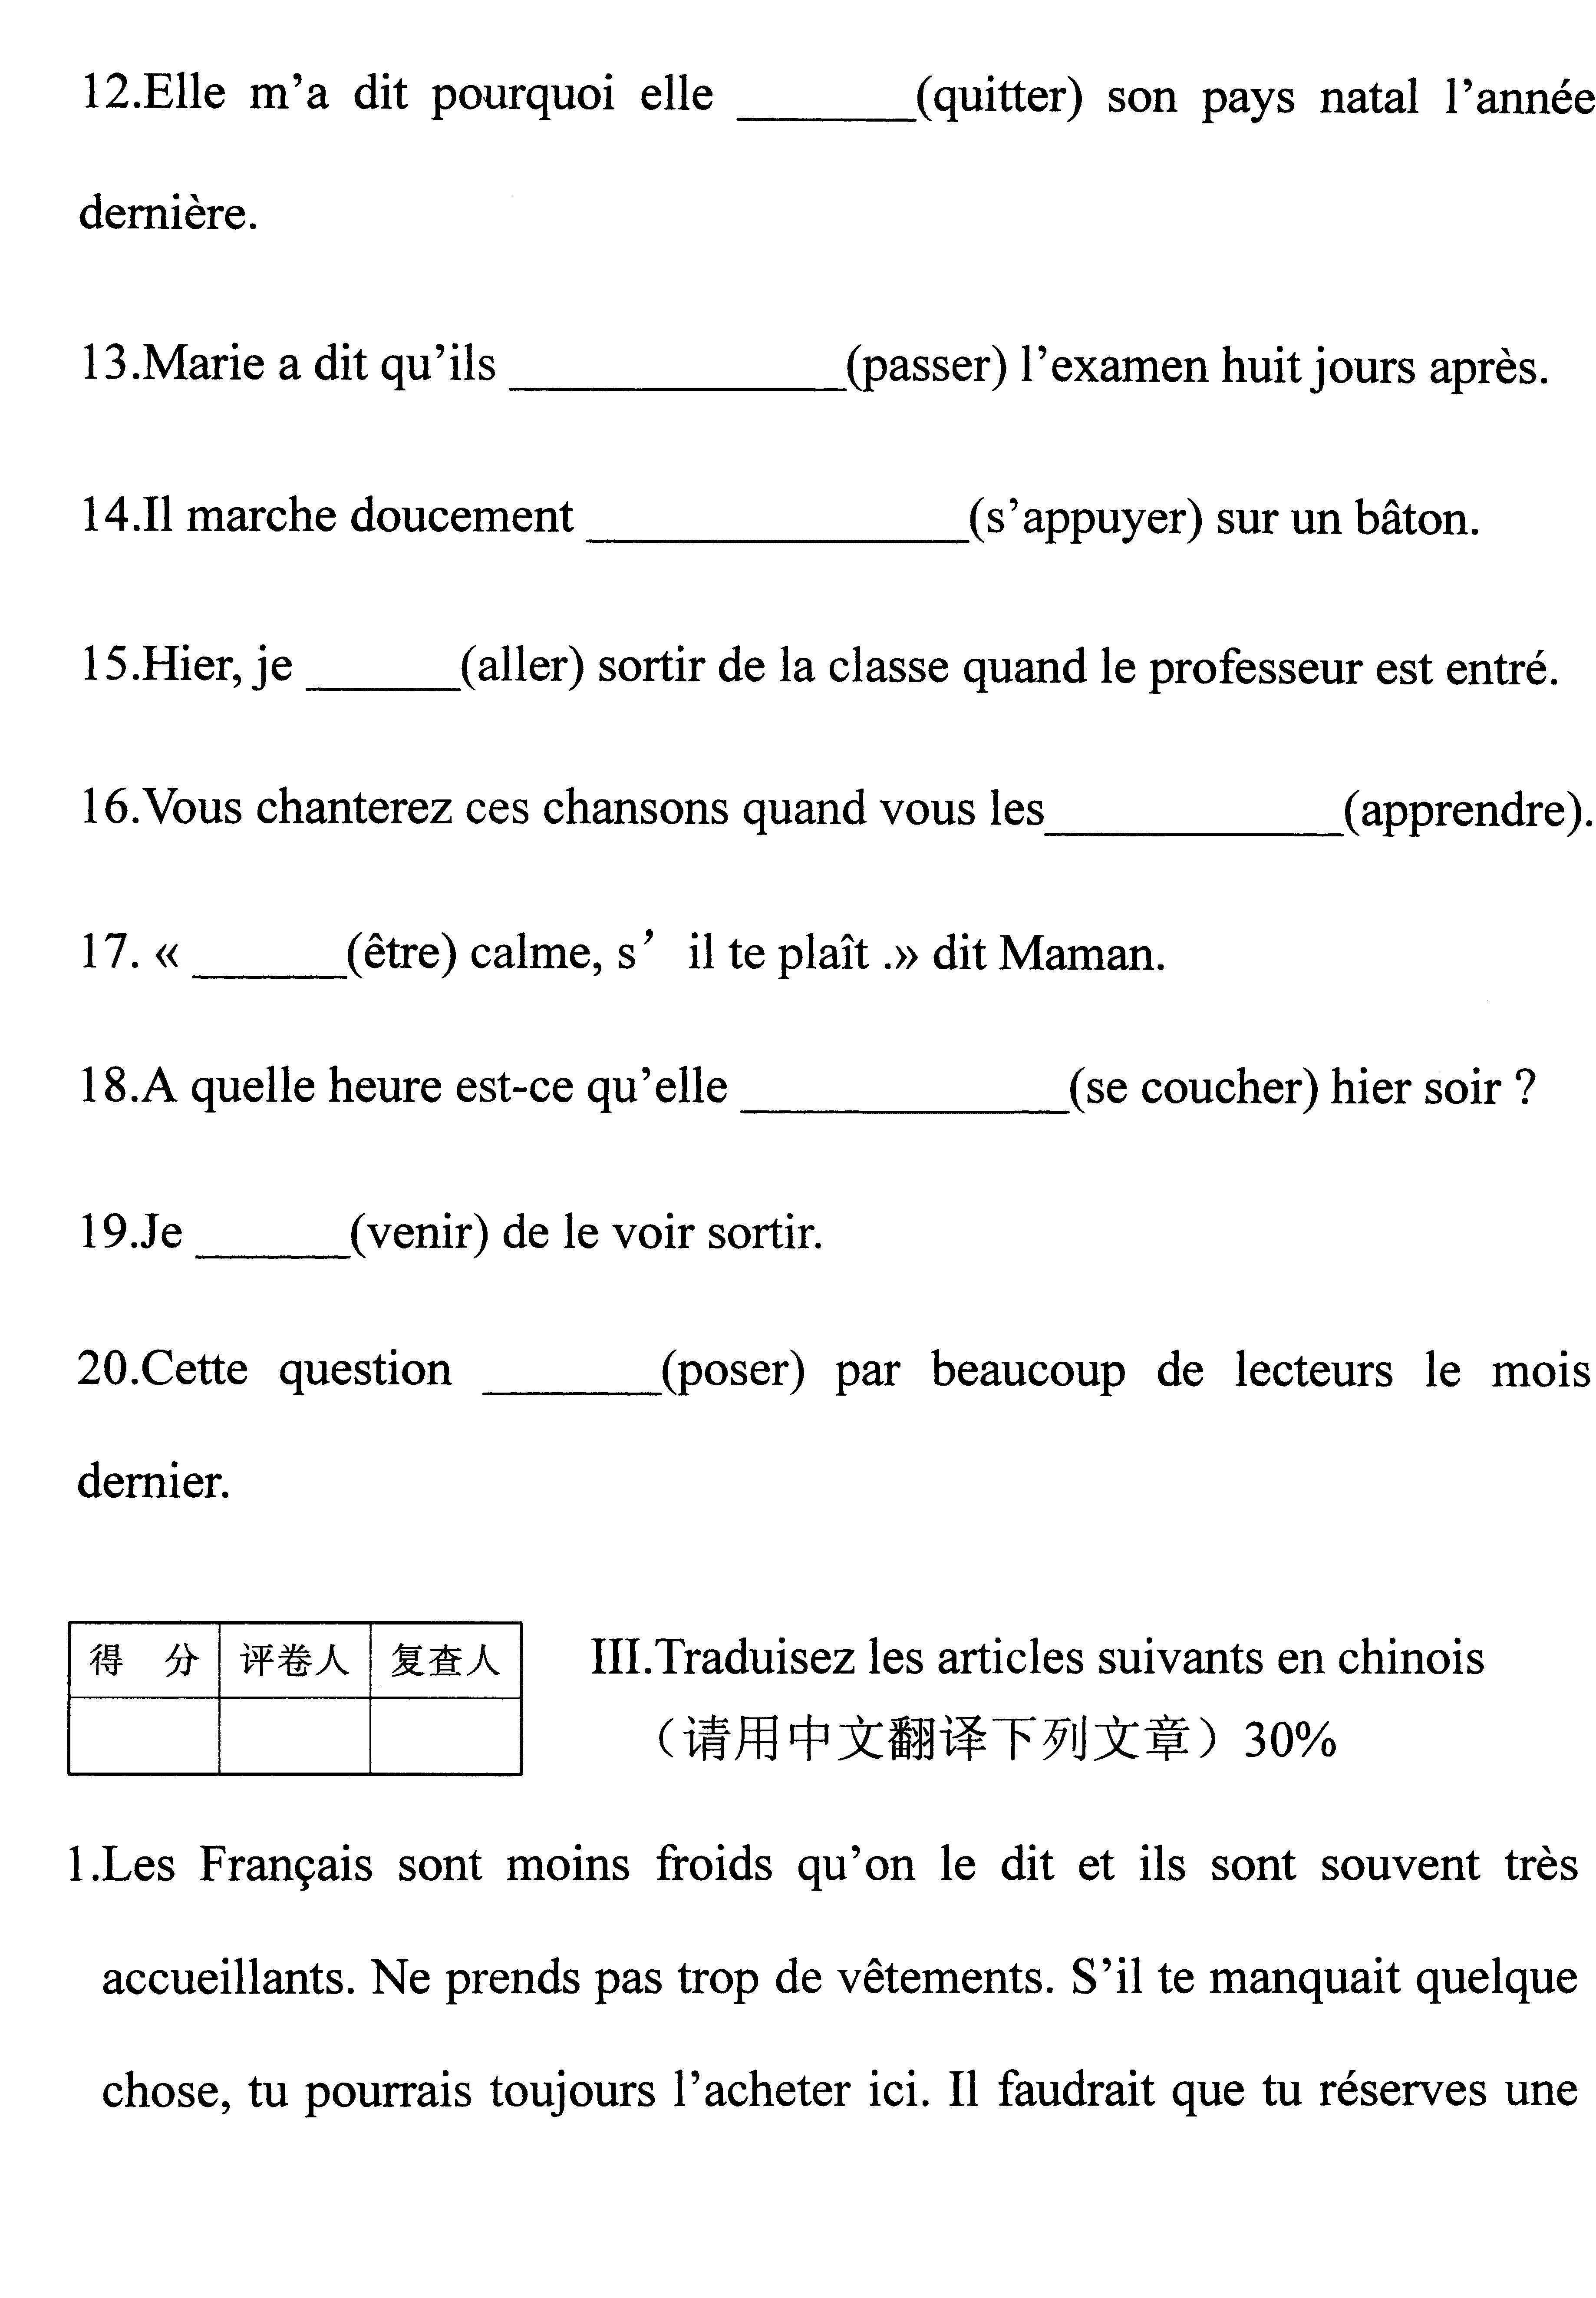 12.Elle m’a dit pourquoi elle _______(quitter) son pays natal l’année
dernière.
13.Marie a dit qu’ils _____________(passer) l’examen huit jours après.
14.Il marche doucement _______________(s’appuyer) sur un bâton.
15.Hier, je ______(aller) sortir de la classe quand le professeur est entré.
16.Vous chanterez ces chansons quand vous les____________(apprendre).
17. « ______(être) calme, s’ il te plaît .» dit Maman.
18.A quelle heure est-ce qu’elle _____________(se coucher) hier soir ?
19.Je ______(venir) de le voir sortir.
20.Cette question _______(poser) par beaucoup de lecteurs le mois
dernier.
得 分 评卷人 复查人
III.Traduisez les articles suivants en chinois
（请用中文翻译下列文章）30%
1.Les Français sont moins froids qu’on le dit et ils sont souvent très
accueillants. Ne prends pas trop de vêtements. S’il te manquait quelque
chose, tu pourrais toujours l’acheter ici. Il faudrait que tu réserves une